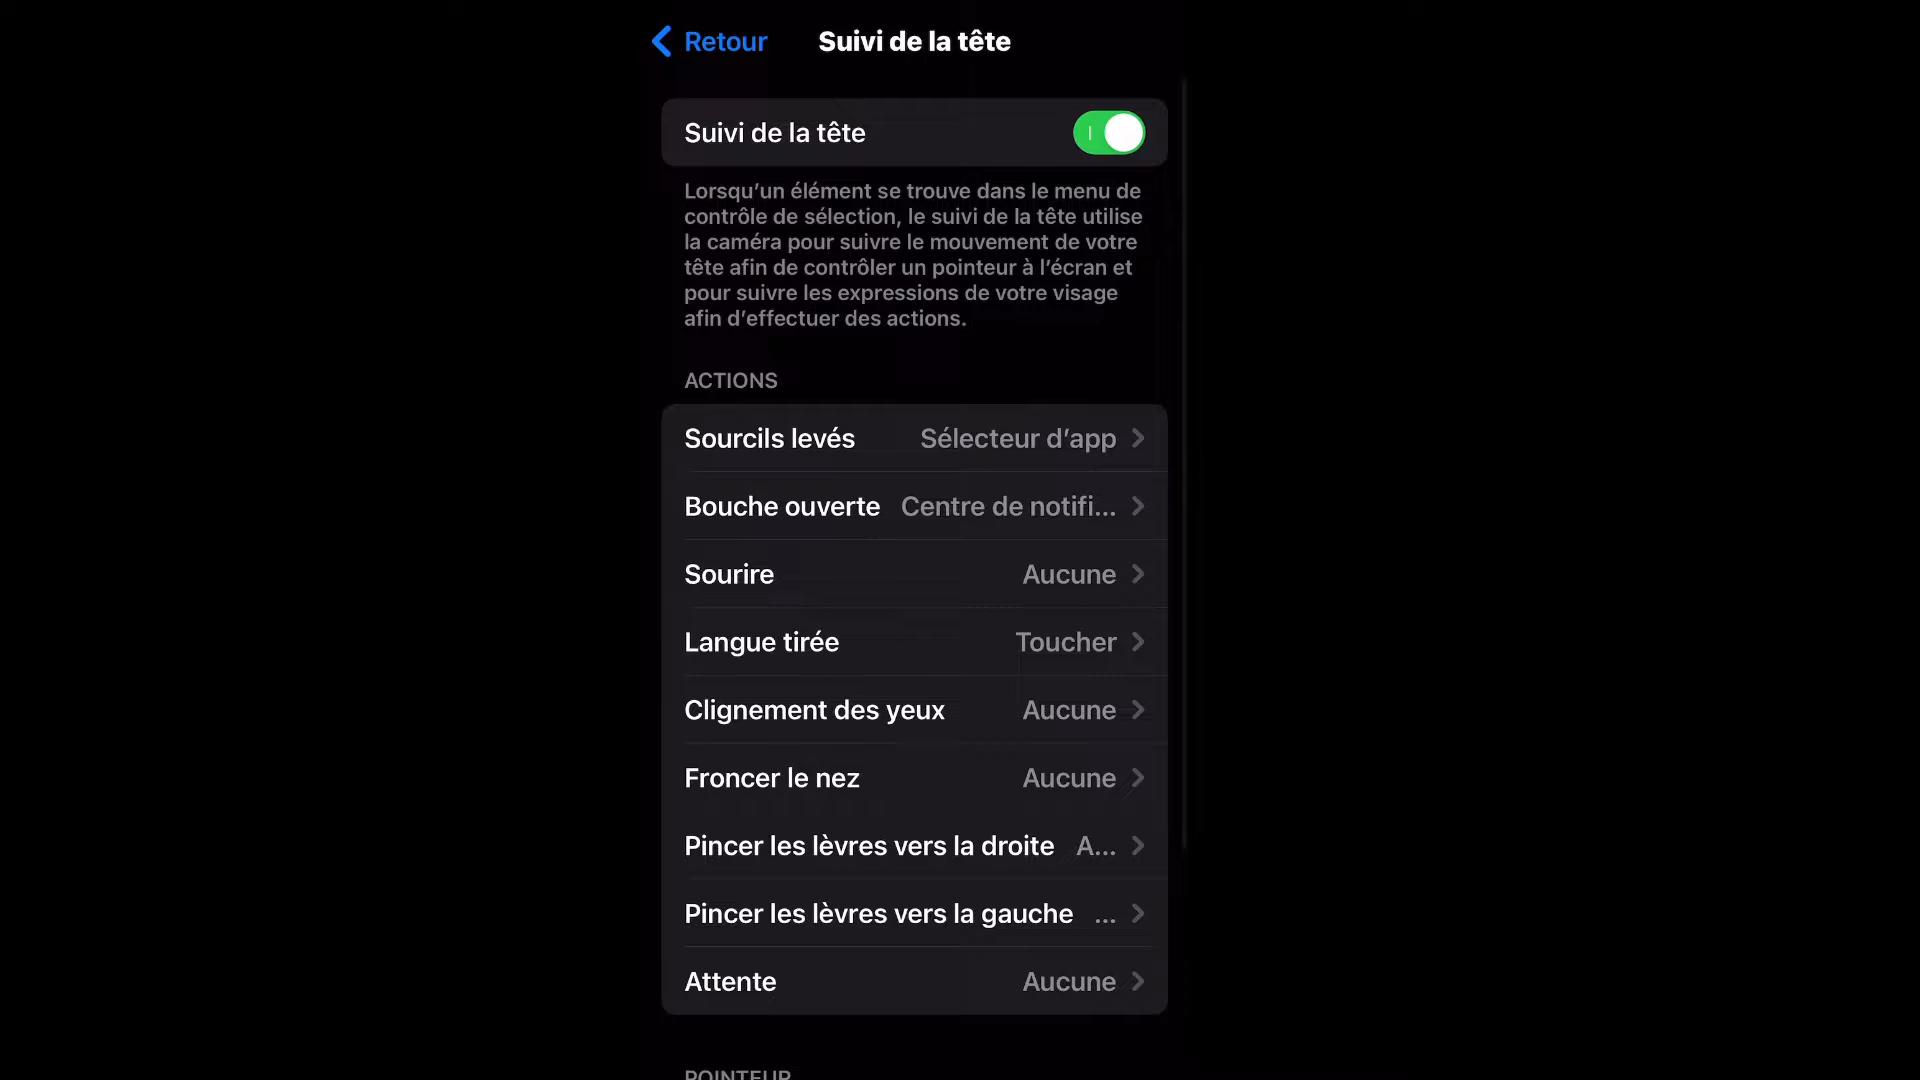 Retour
Suivi de la tête
Suivi de la tête
Lorsqu’un élément se trouve dans le menu de
contrôle de sélection, le suivi de la tête utilise
la caméra pour suivre le mouvement de votre
tête afin de contrôler un pointeur à l’écran et
pour suivre les expressions de votre visage
afin d’effectuer des actions.
ACTIONS
Sourcils levés Sélecteur d’app
Bouche ouverte Centre de notifi...
Sourire Aucune
Langue tirée Toucher
Clignement des yeux Aucune
Froncer le nez Aucune
Pincer les lèvres vers la droite A...
Pincer les lèvres vers la gauche ...
Attente Aucune
POINTEUR